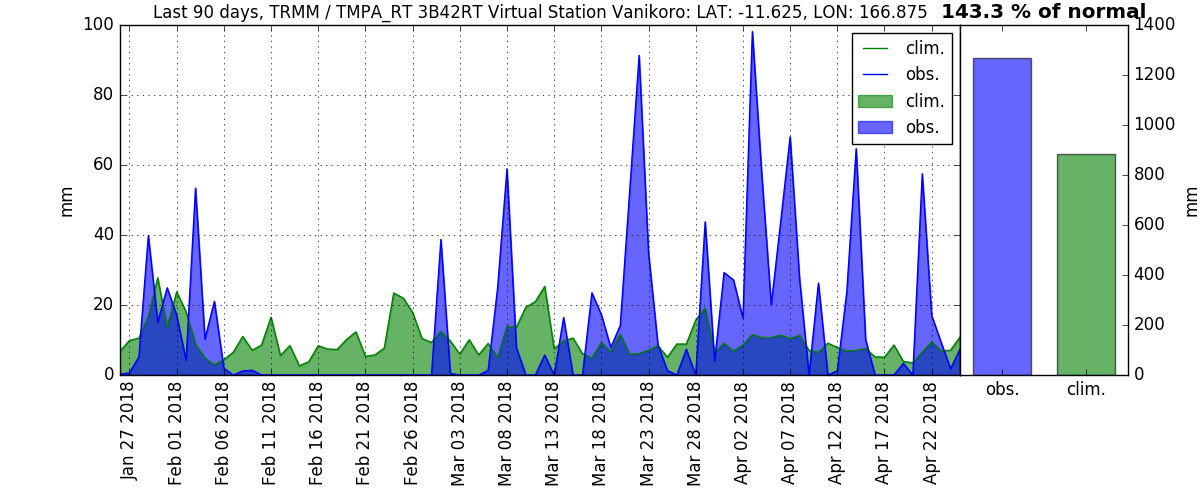 Last 90 days, TRMM / TMPA_RT 3B42RT Virtual Station Vanikoro: LAT: -11.625, LON: 166.875 143.3 % of normal
100
80
60
40
20
0
mm
clim.
obs.
clim.
obs.
1400
1200
1000
800
600
400
200
0
mm
Jan 27 2018
Feb 01 2018
Feb 06 2018
Feb 11 2018
Feb 16 2018
Feb 21 2018
Feb 26 2018
Mar 03 2018
Mar 08 2018
Mar 13 2018
Mar 18 2018
Mar 23 2018
Mar 28 2018
Apr 02 2018
Apr 07 2018
Apr 12 2018
Apr 17 2018
Apr 22 2018
obs.
clim.